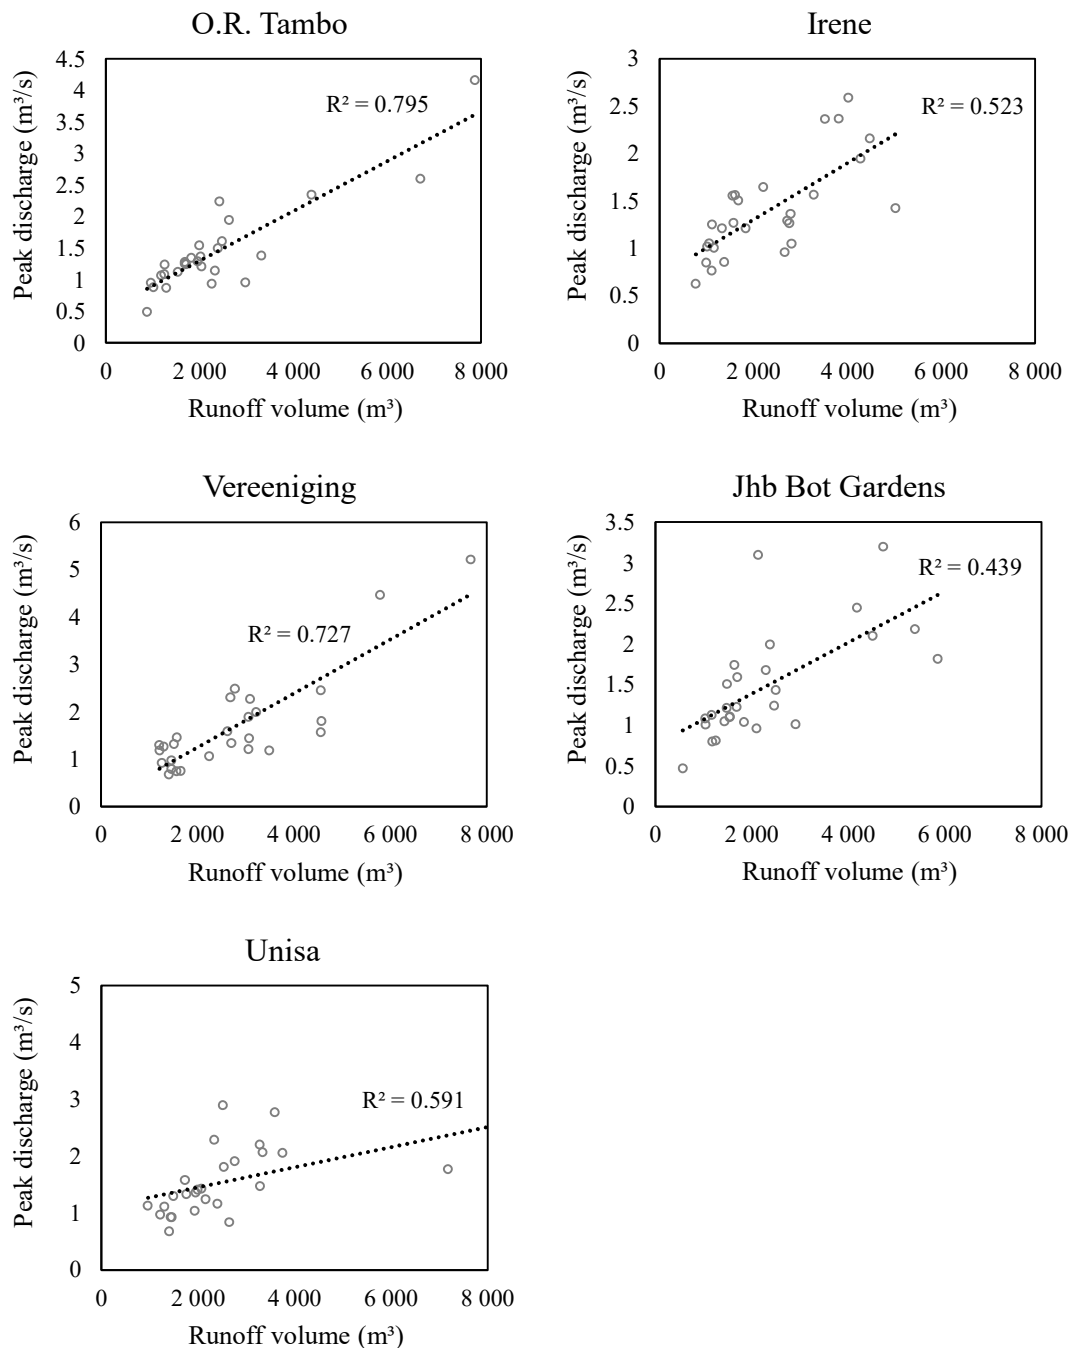 O.R. Tambo
Peak discharge (m³/s)
4.5
4
3.5
3
2.5
2
1.5
1
0.5
0
R² = 0.795
0 2 000 4 000 6 000 8 000
Runoff volume (m³)
Irene
Peak discharge (m³/s)
3
2.5
2
1.5
1
0.5
0
R² = 0.523
0 2 000 4 000 6 000 8 000
Runoff volume (m³)
Vereeniging
Peak discharge (m³/s)
6
5
4
3
2
1
0
R² = 0.727
0 2 000 4 000 6 000 8 000
Runoff volume (m³)
Jhb Bot Gardens
Peak discharge (m³/s)
3.5
3
2.5
2
1.5
1
0.5
0
R² = 0.439
0 2 000 4 000 6 000 8 000
Runoff volume (m³)
Unisa
Peak discharge (m³/s)
5
4
3
2
1
0
R² = 0.591
0 2 000 4 000 6 000 8 000
Runoff volume (m³)